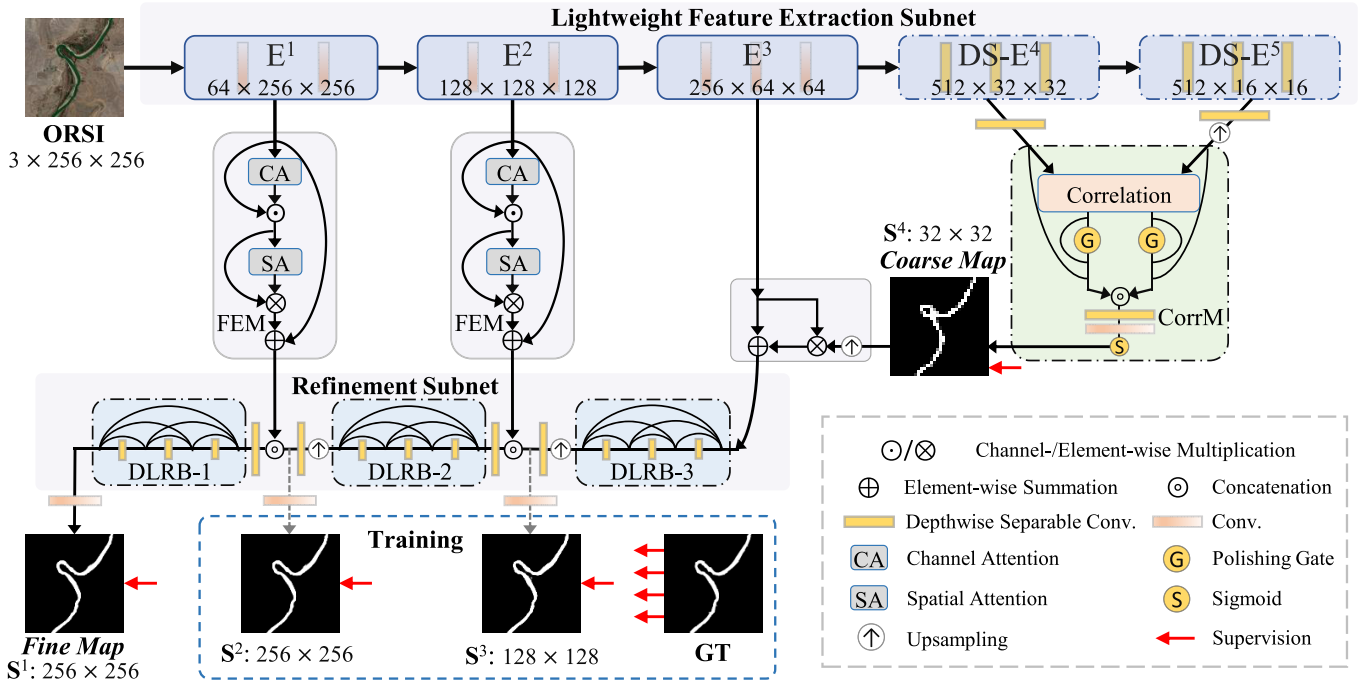 Lightweight Feature Extraction Subnet
E¹
64 × 256 × 256
E²
128 × 128 × 128
E³
256 × 64 × 64
DS-E⁴
512 × 32 × 32
DS-E⁵
512 × 16 × 16
ORSI
3 × 256 × 256
CA
SA
FEM
CA
SA
FEM
Correlation
G
G
CorrM
S
S⁴: 32 × 32
Coarse Map
Refinement Subnet
DLRB-1
DLRB-2
DLRB-3
Training
Fine Map
S¹: 256 × 256
S²: 256 × 256
S³: 128 × 128
GT
⊙/⊗ Channel-/Element-wise Multiplication
⊕ Element-wise Summation
⊚ Concatenation
Depthwise Separable Conv.
Conv.
CA Channel Attention
G Polishing Gate
SA Spatial Attention
S Sigmoid
Upsampling
Supervision